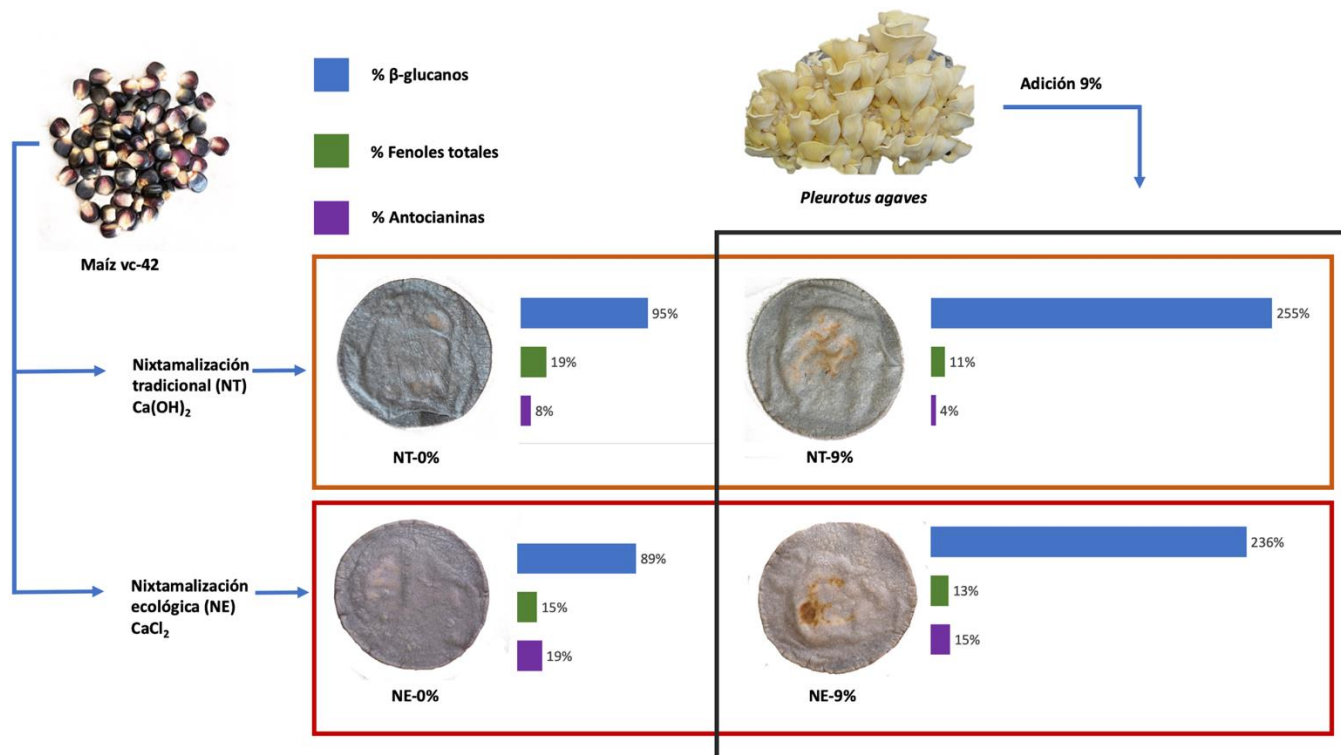 % β-glucanos
% Fenoles totales
% Antocianinas
Adición 9%
Pleurotus agaves
Maíz vc-42
Nixtamalización
tradicional (NT)
Ca(OH)₂
95%
19%
8%
NT-0%
255%
11%
4%
NT-9%
Nixtamalización
ecológica (NE)
CaCl₂
89%
15%
19%
NE-0%
236%
13%
15%
NE-9%